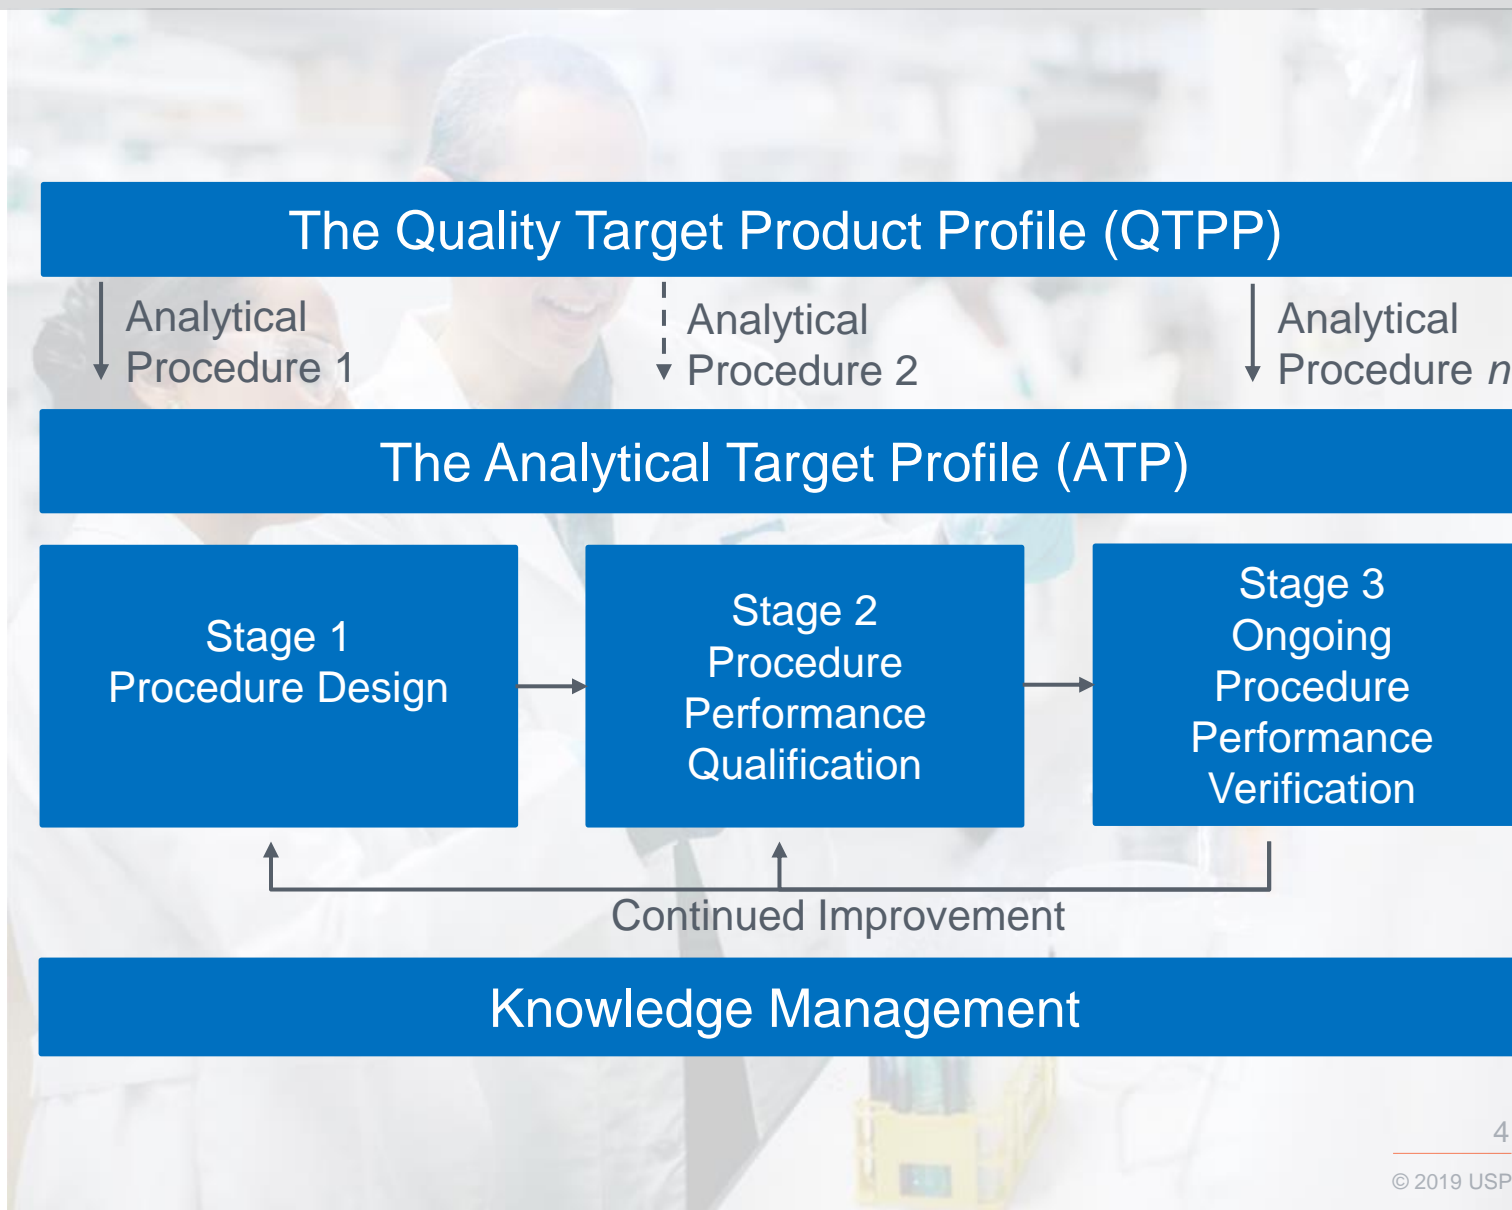 The Quality Target Product Profile (QTPP)
Analytical
Procedure 1
Analytical
Procedure 2
Analytical
Procedure n
The Analytical Target Profile (ATP)
Stage 1
Procedure Design
Stage 2
Procedure
Performance
Qualification
Stage 3
Ongoing
Procedure
Performance
Verification
Continued Improvement
Knowledge Management
4
© 2019 USP